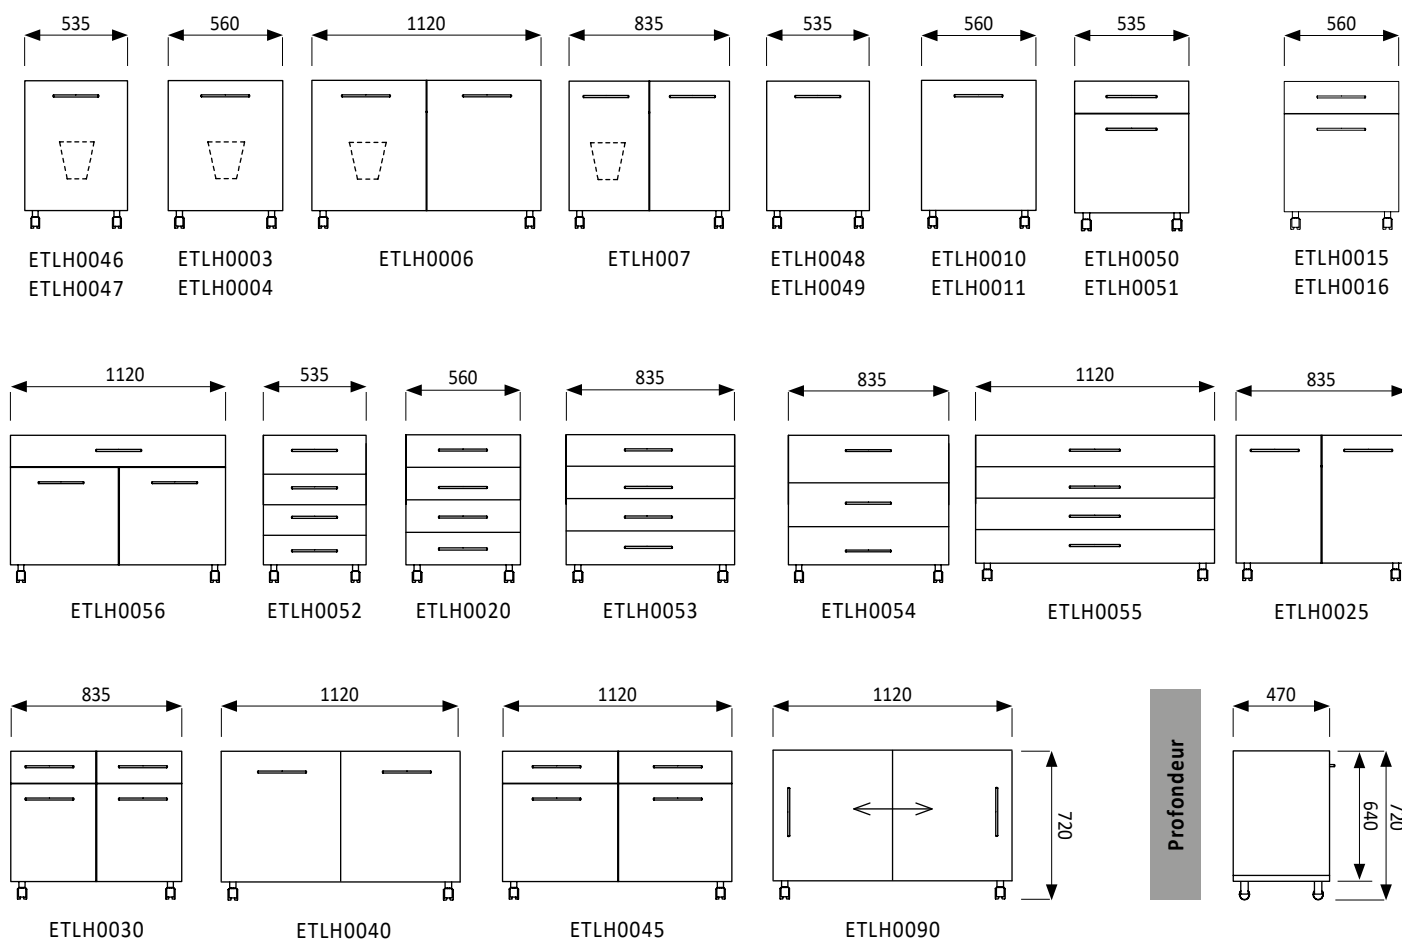 535 560 1120 835 535 560 535 560
ETLH0046 ETLH0003 ETLH0006 ETLH007 ETLH0048 ETLH0010 ETLH0050 ETLH0015
ETLH0047 ETLH0004 ETLH0049 ETLH0011 ETLH0051 ETLH0016
1120 535 560 835 835 1120 835
ETLH0056 ETLH0052 ETLH0020 ETLH0053 ETLH0054 ETLH0055 ETLH0025
835 1120 1120 1120 470
720 Profondeur 640 720
ETLH0030 ETLH0040 ETLH0045 ETLH0090